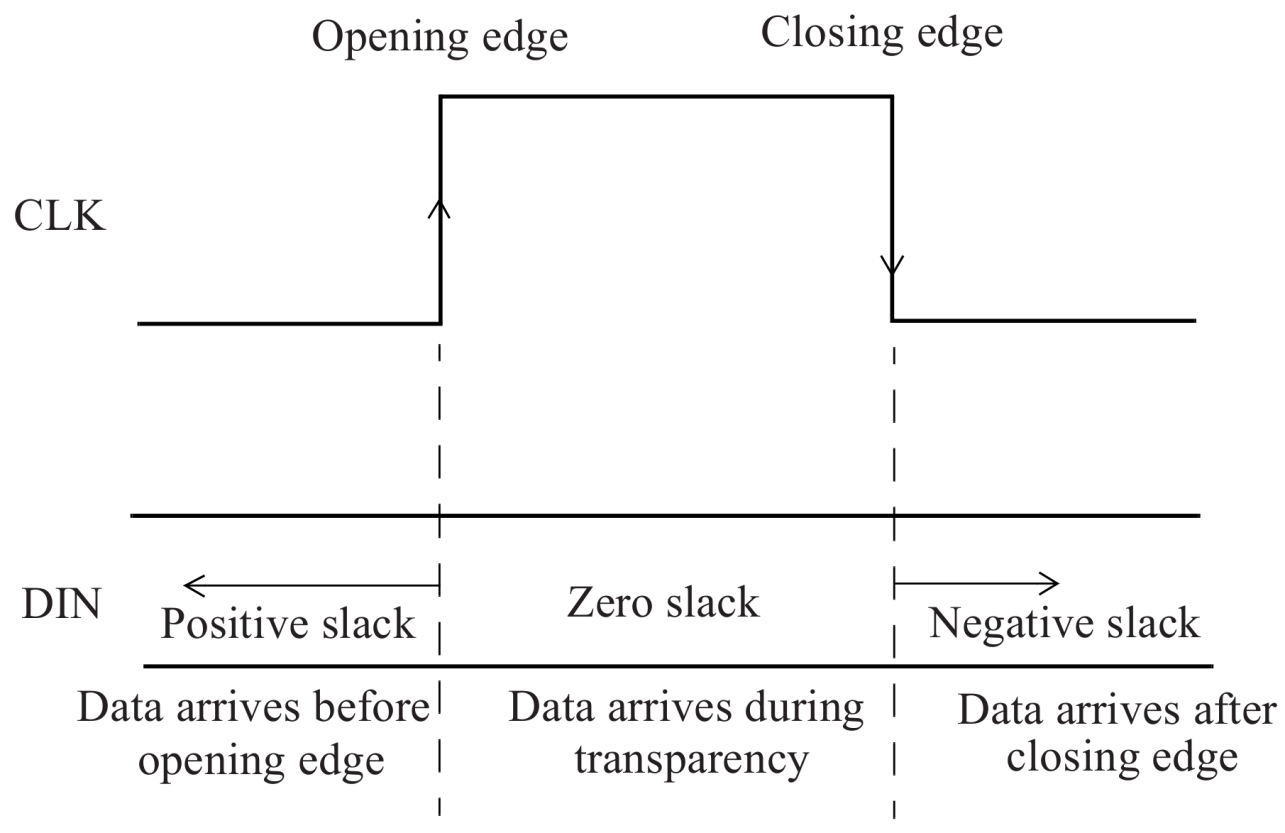 Opening edge
Closing edge
CLK
DIN
Positive slack
Zero slack
Negative slack
Data arrives before
opening edge
Data arrives during
transparency
Data arrives after
closing edge